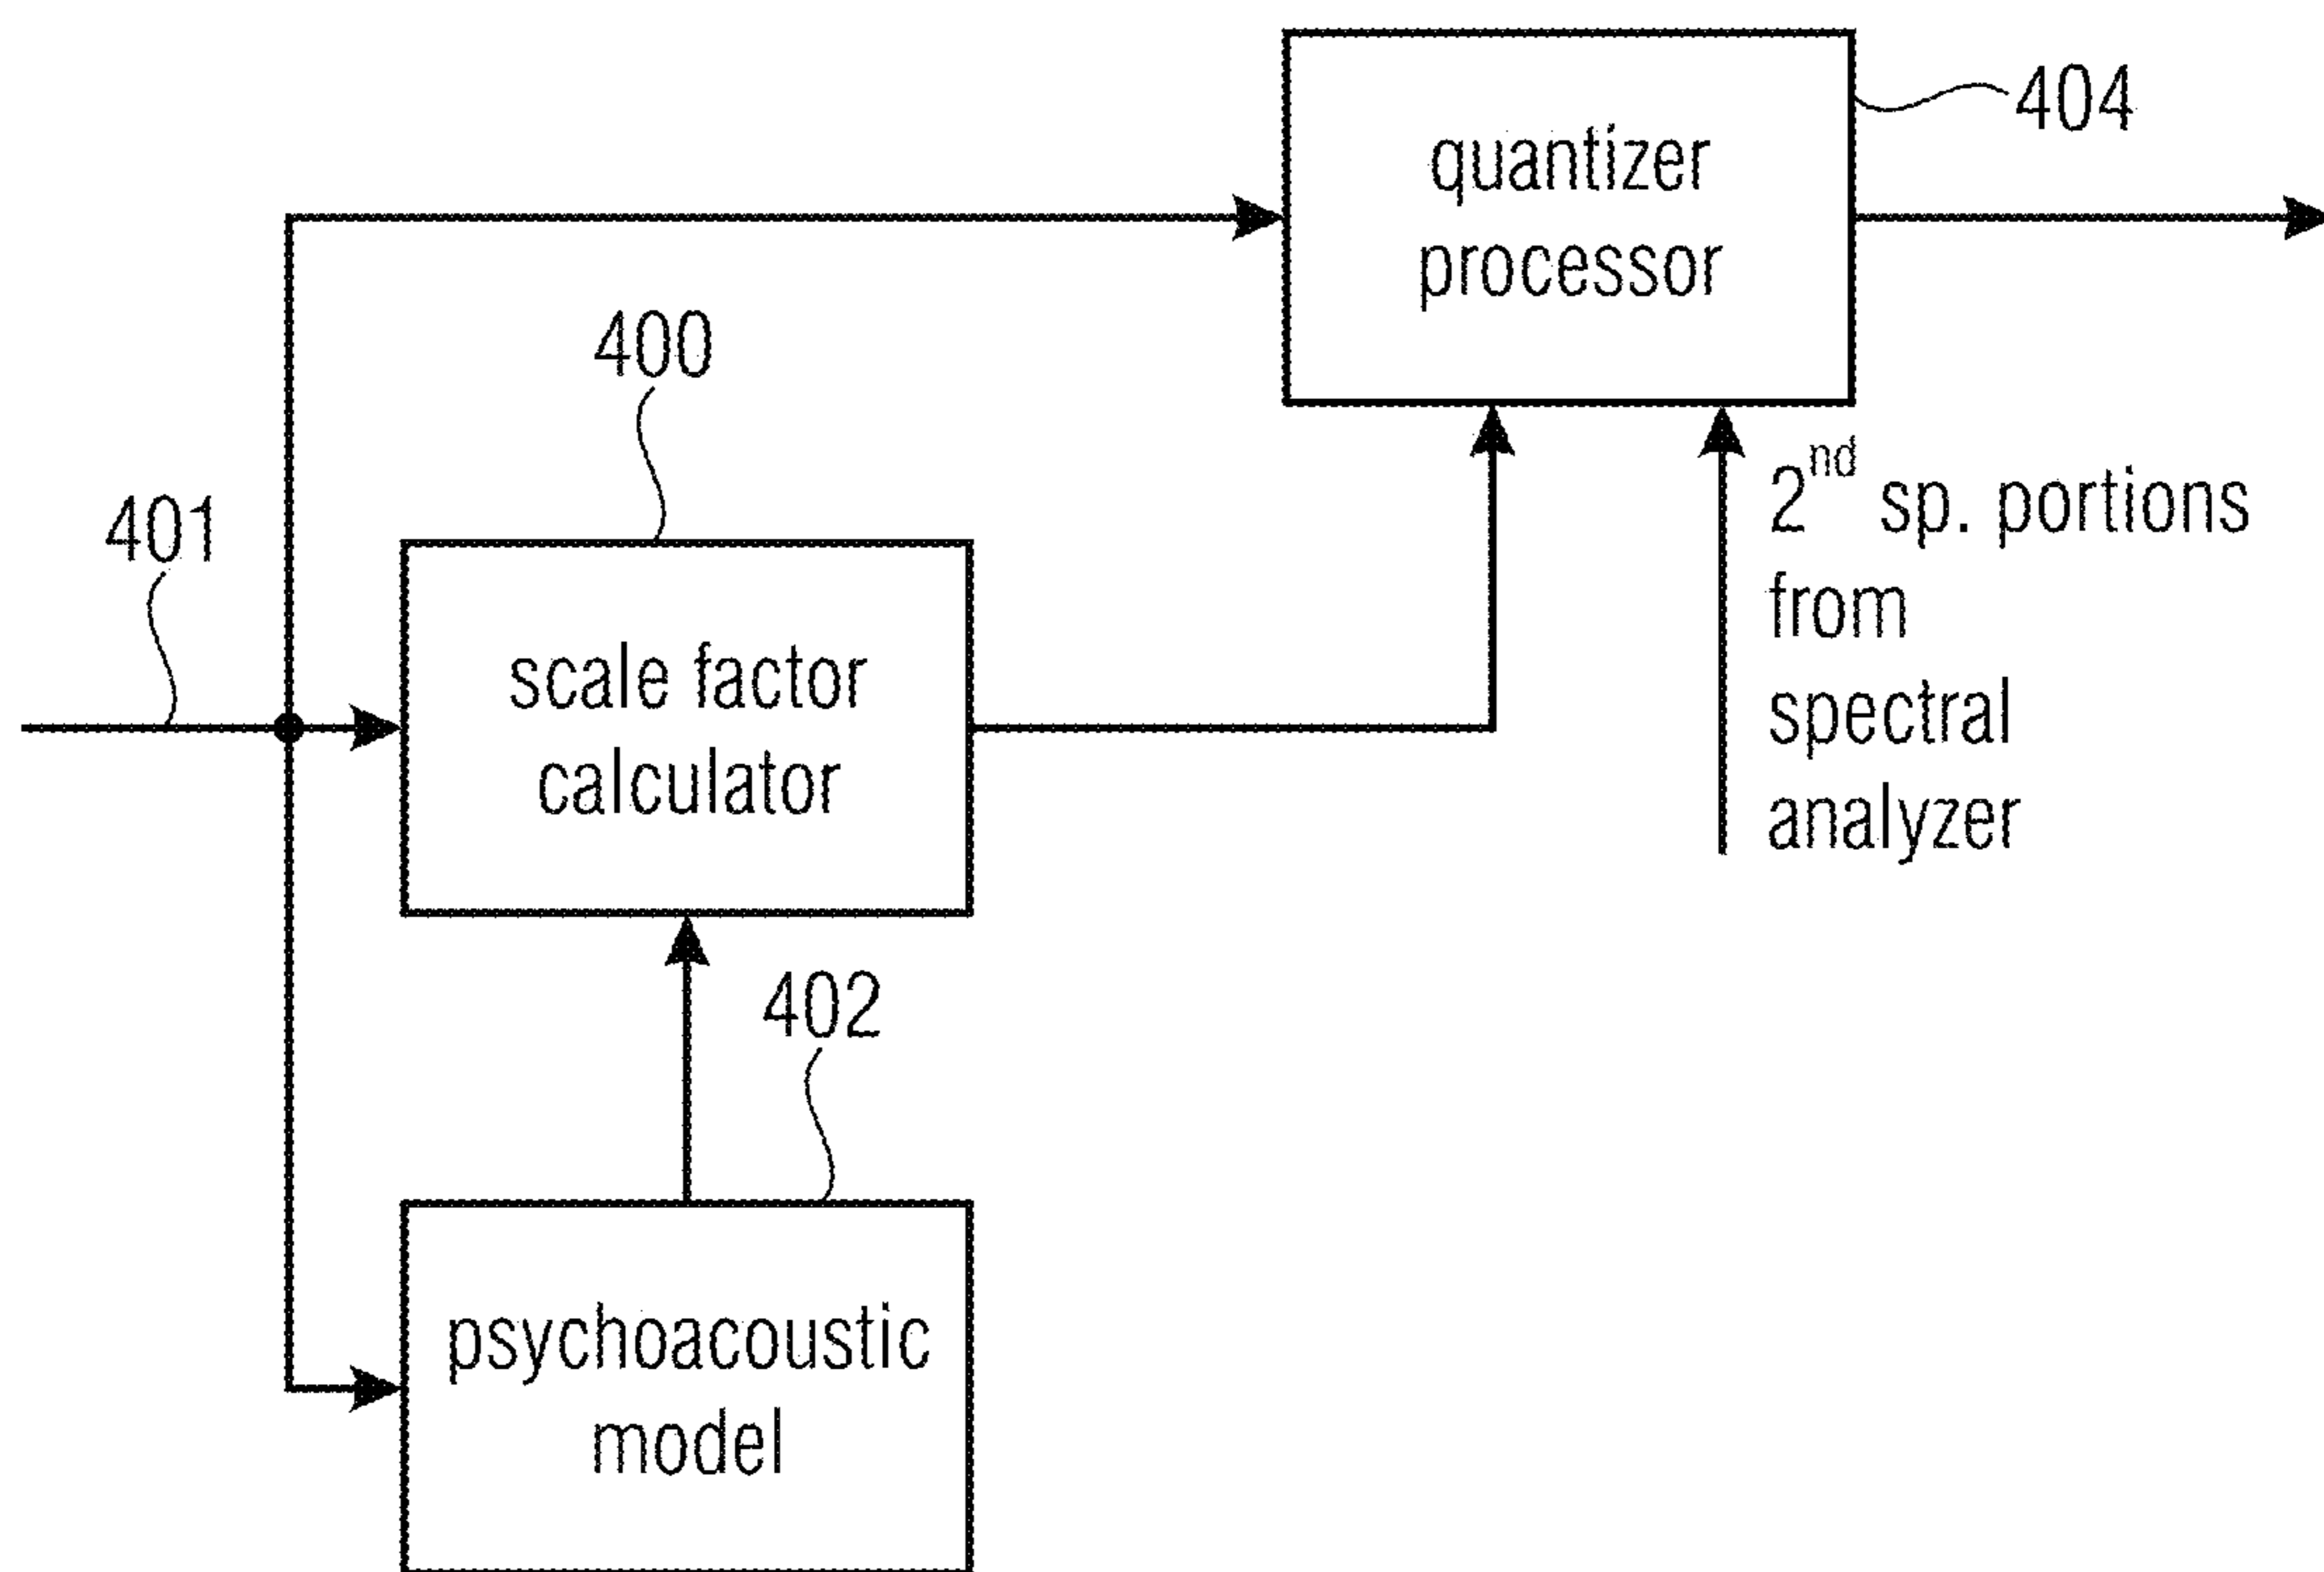 quantizer
processor
404
400
401
scale factor
calculator
2nd sp. portions
from
spectral
analyzer
402
psychoacoustic
model